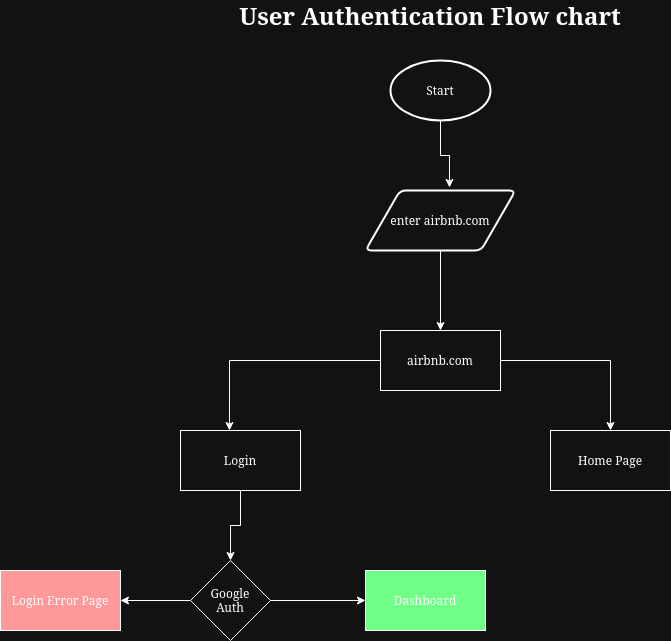 User Authentication Flow chart
Start
enter airbnb.com
airbnb.com
Login
Home Page
Login Error Page
Google
Auth
Dashboard